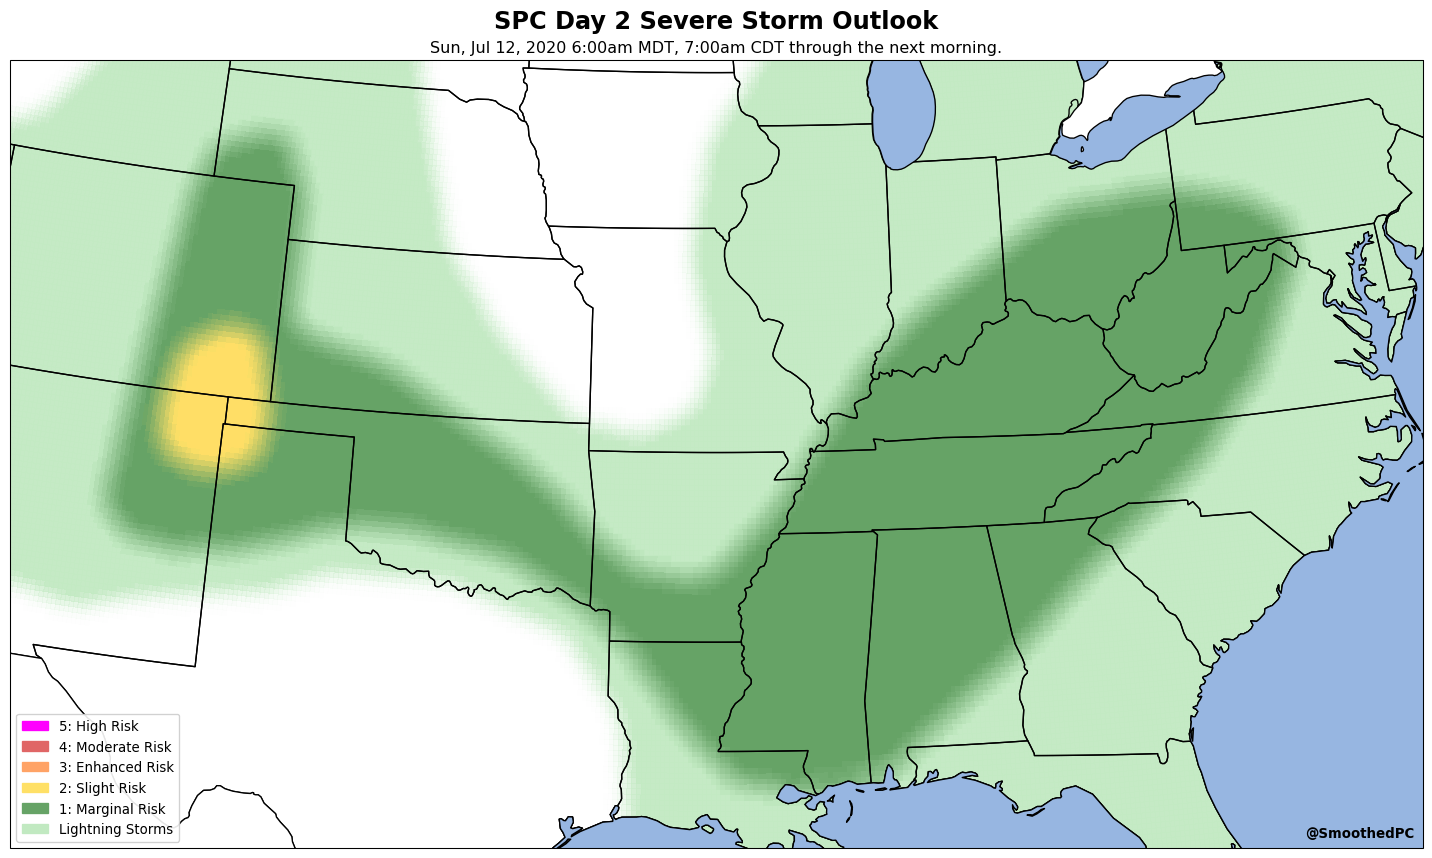 SPC Day 2 Severe Storm Outlook
Sun, Jul 12, 2020 6:00am MDT, 7:00am CDT through the next morning.
5: High Risk
4: Moderate Risk
3: Enhanced Risk
2: Slight Risk
1: Marginal Risk
Lightning Storms
@SmoothedPC